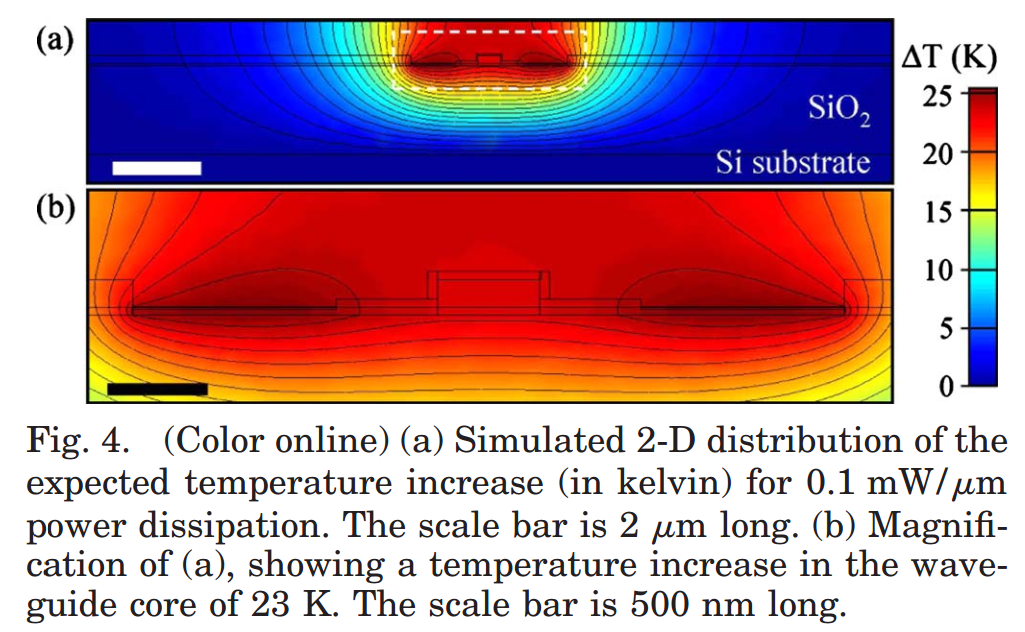 (a)
ΔT (K)
25
SiO2
20
Si substrate
(b)
15
10
5
0
Fig. 4. (Color online) (a) Simulated 2-D distribution of the
expected temperature increase (in kelvin) for 0.1 mW/μm
power dissipation. The scale bar is 2 μm long. (b) Magnifi-
cation of (a), showing a temperature increase in the wave-
guide core of 23 K. The scale bar is 500 nm long.